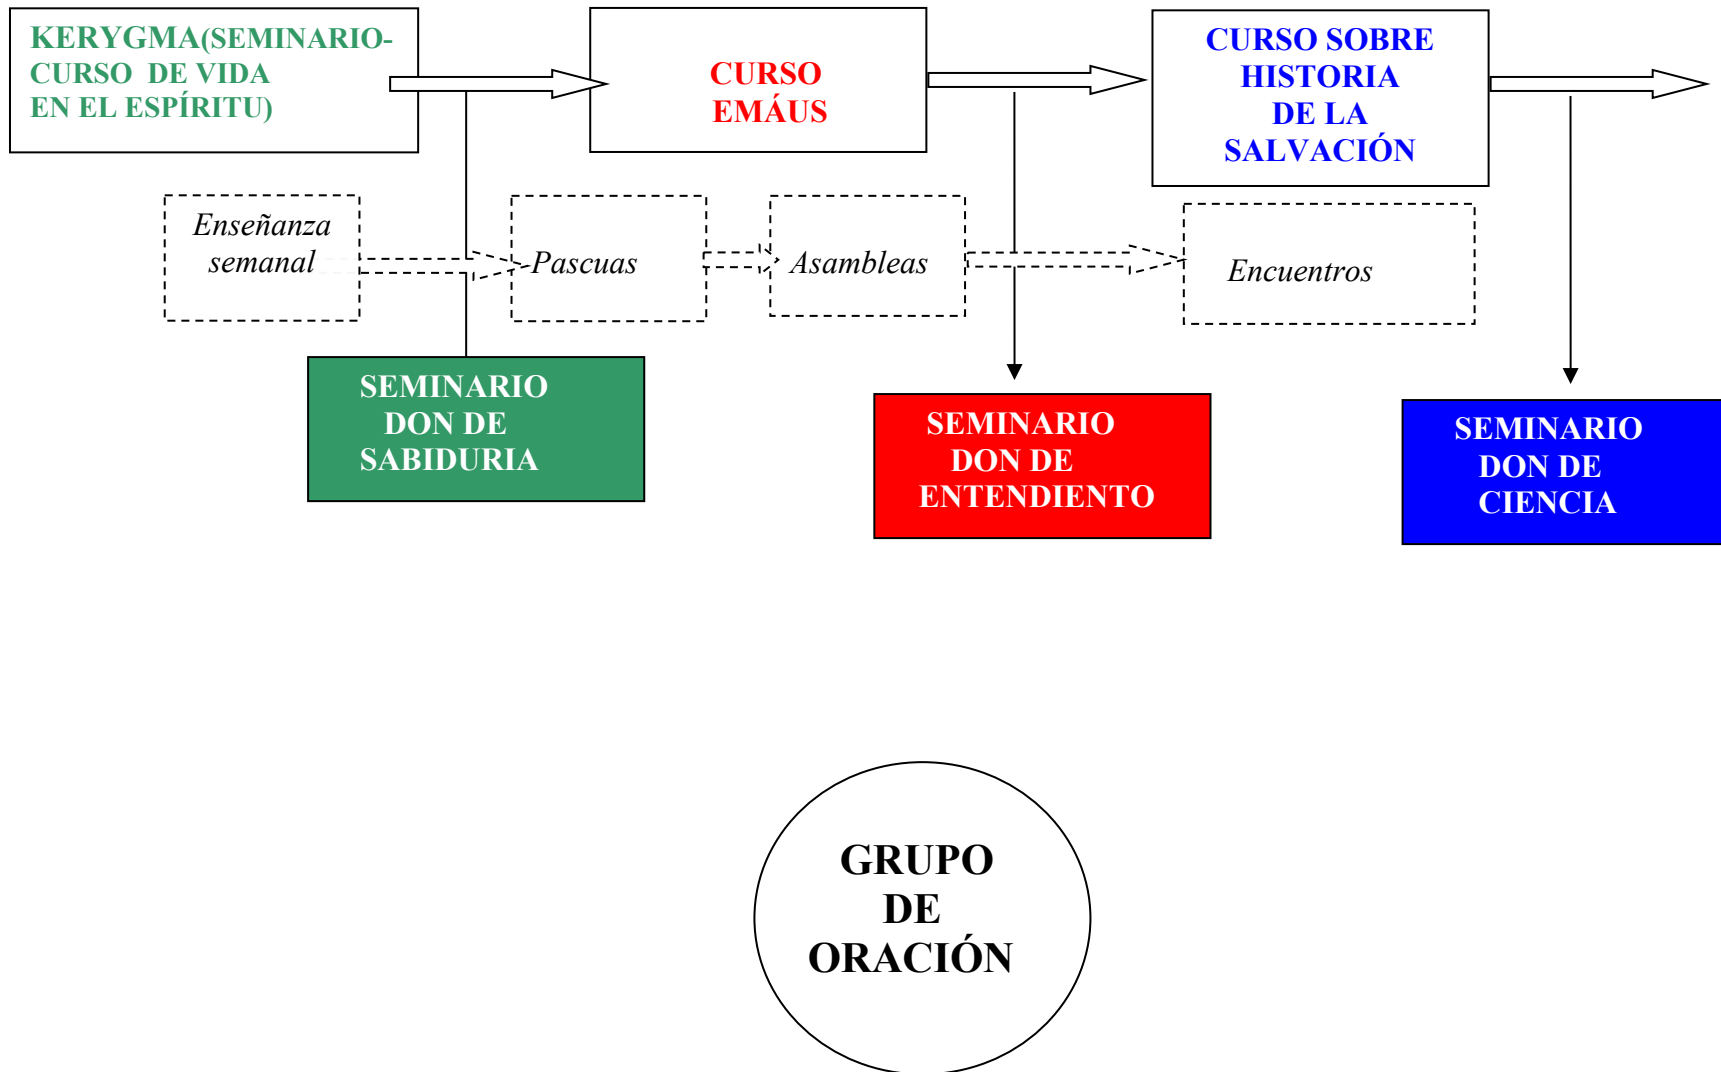 KERYGMA(SEMINARIO-
CURSO DE VIDA
EN EL ESPÍRITU)
CURSO
EMÁUS
CURSO SOBRE
HISTORIA
DE LA
SALVACIÓN
Enseñanza
semanal
Pascuas
Asambleas
Encuentros
SEMINARIO
DON DE
SABIDURIA
SEMINARIO
DON DE
ENTENDIENTO
SEMINARIO
DON DE
CIENCIA
GRUPO
DE
ORACIÓN